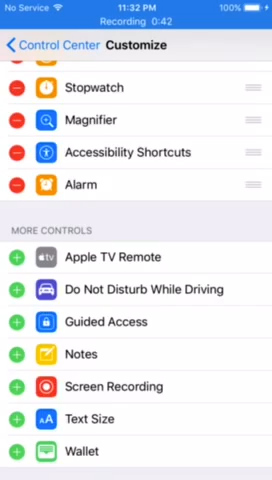 No Service 11:32 PM 100%
Recording 0:42
Control Center Customize
Stopwatch
Magnifier
Accessibility Shortcuts
Alarm
MORE CONTROLS
tv Apple TV Remote
Do Not Disturb While Driving
Guided Access
Notes
Screen Recording
AA Text Size
Wallet